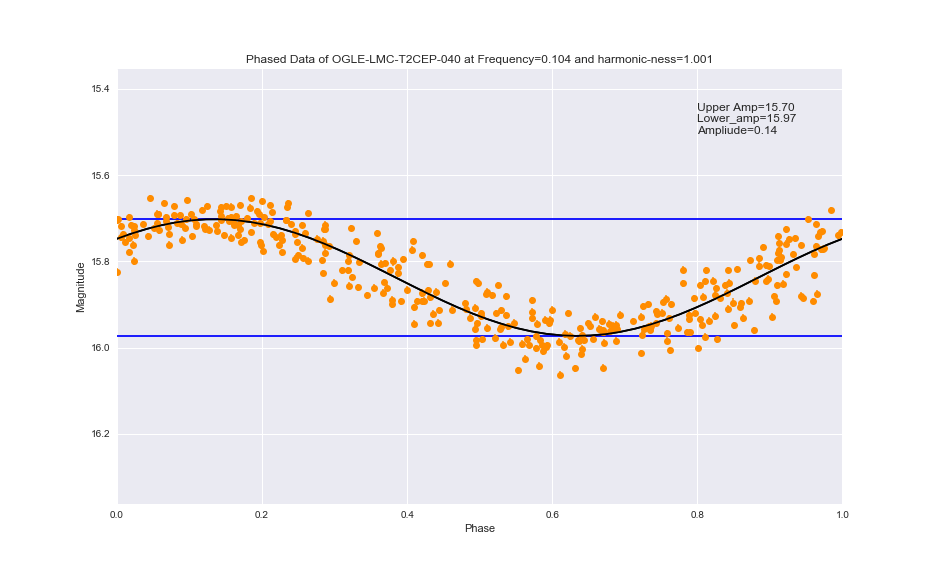 Phased Data of OGLE-LMC-T2CEP-040 at Frequency=0.104 and harmonic-ness=1.001
15.4
Upper Amp=15.70
Lower_amp=15.97
Ampliude=0.14
15.6
15.8
Magnitude
16.0
16.2
0.0 0.2 0.4 0.6 0.8 1.0
Phase